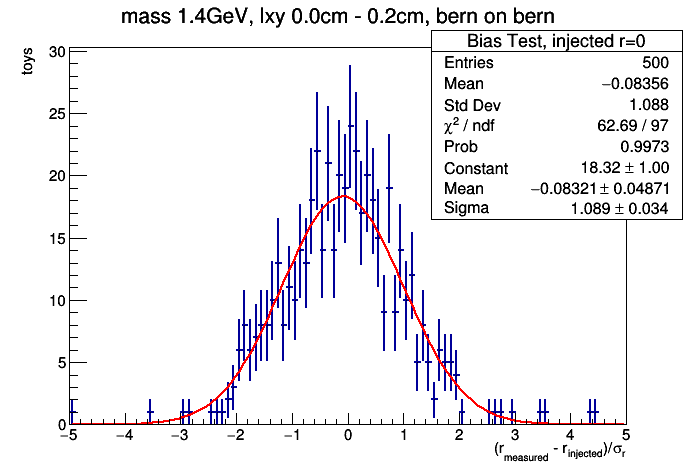 mass 1.4GeV, lxy 0.0cm - 0.2cm, bern on bern
toys
Bias Test, injected r=0
Entries 500
Mean −0.08356
Std Dev 1.088
χ² / ndf 62.69 / 97
Prob 0.9973
Constant 18.32 ± 1.00
Mean −0.08321 ± 0.04871
Sigma 1.089 ± 0.034
30
25
20
15
10
5
0
−5 −4 −3 −2 −1 0 1 2 3 4 5
(r_measured - r_injected)/σ_r